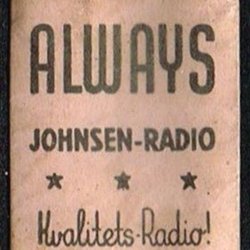 ALWAYS
JOHNSEN-RADIO
★ ★ ★
Kvalitets-Radio!